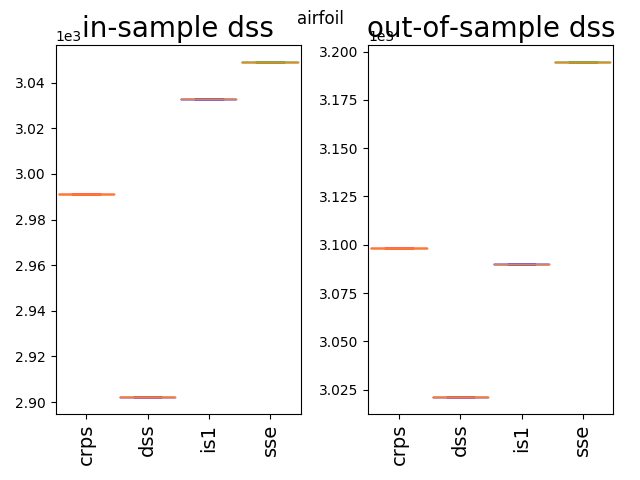 airfoil
in-sample dss
1e3
3.04
3.02
3.00
2.98
2.96
2.94
2.92
2.90
crps
dss
is1
sse
out-of-sample dss
1e3
3.200
3.175
3.150
3.125
3.100
3.075
3.050
3.025
crps
dss
is1
sse